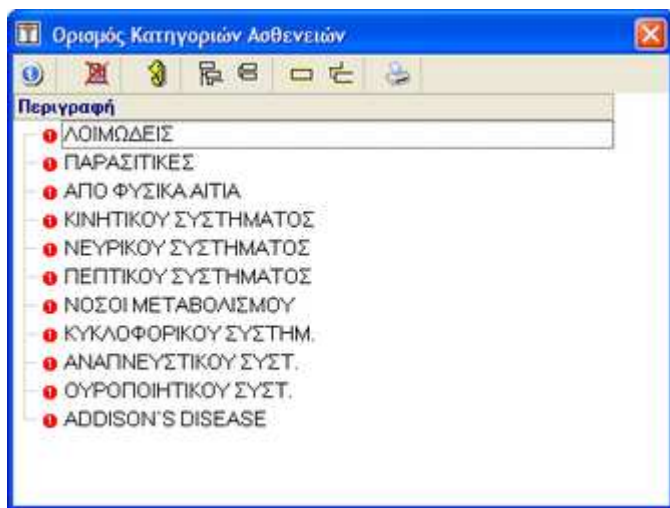 Ορισμός Κατηγοριών Ασθενειών
Περιγραφή
ΛΟΙΜΩΔΕΙΣ
ΠΑΡΑΣΙΤΙΚΕΣ
ΑΠΟ ΦΥΣΙΚΑ ΑΙΤΙΑ
ΚΙΝΗΤΙΚΟΥ ΣΥΣΤΗΜΑΤΟΣ
ΝΕΥΡΙΚΟΥ ΣΥΣΤΗΜΑΤΟΣ
ΠΕΠΤΙΚΟΥ ΣΥΣΤΗΜΑΤΟΣ
ΝΟΣΟΙ ΜΕΤΑΒΟΛΙΣΜΟΥ
ΚΥΚΛΟΦΟΡΙΚΟΥ ΣΥΣΤΗΜ.
ΑΝΑΠΝΕΥΣΤΙΚΟΥ ΣΥΣΤ.
ΟΥΡΟΠΟΙΗΤΙΚΟΥ ΣΥΣΤ.
ADDISON'S DISEASE